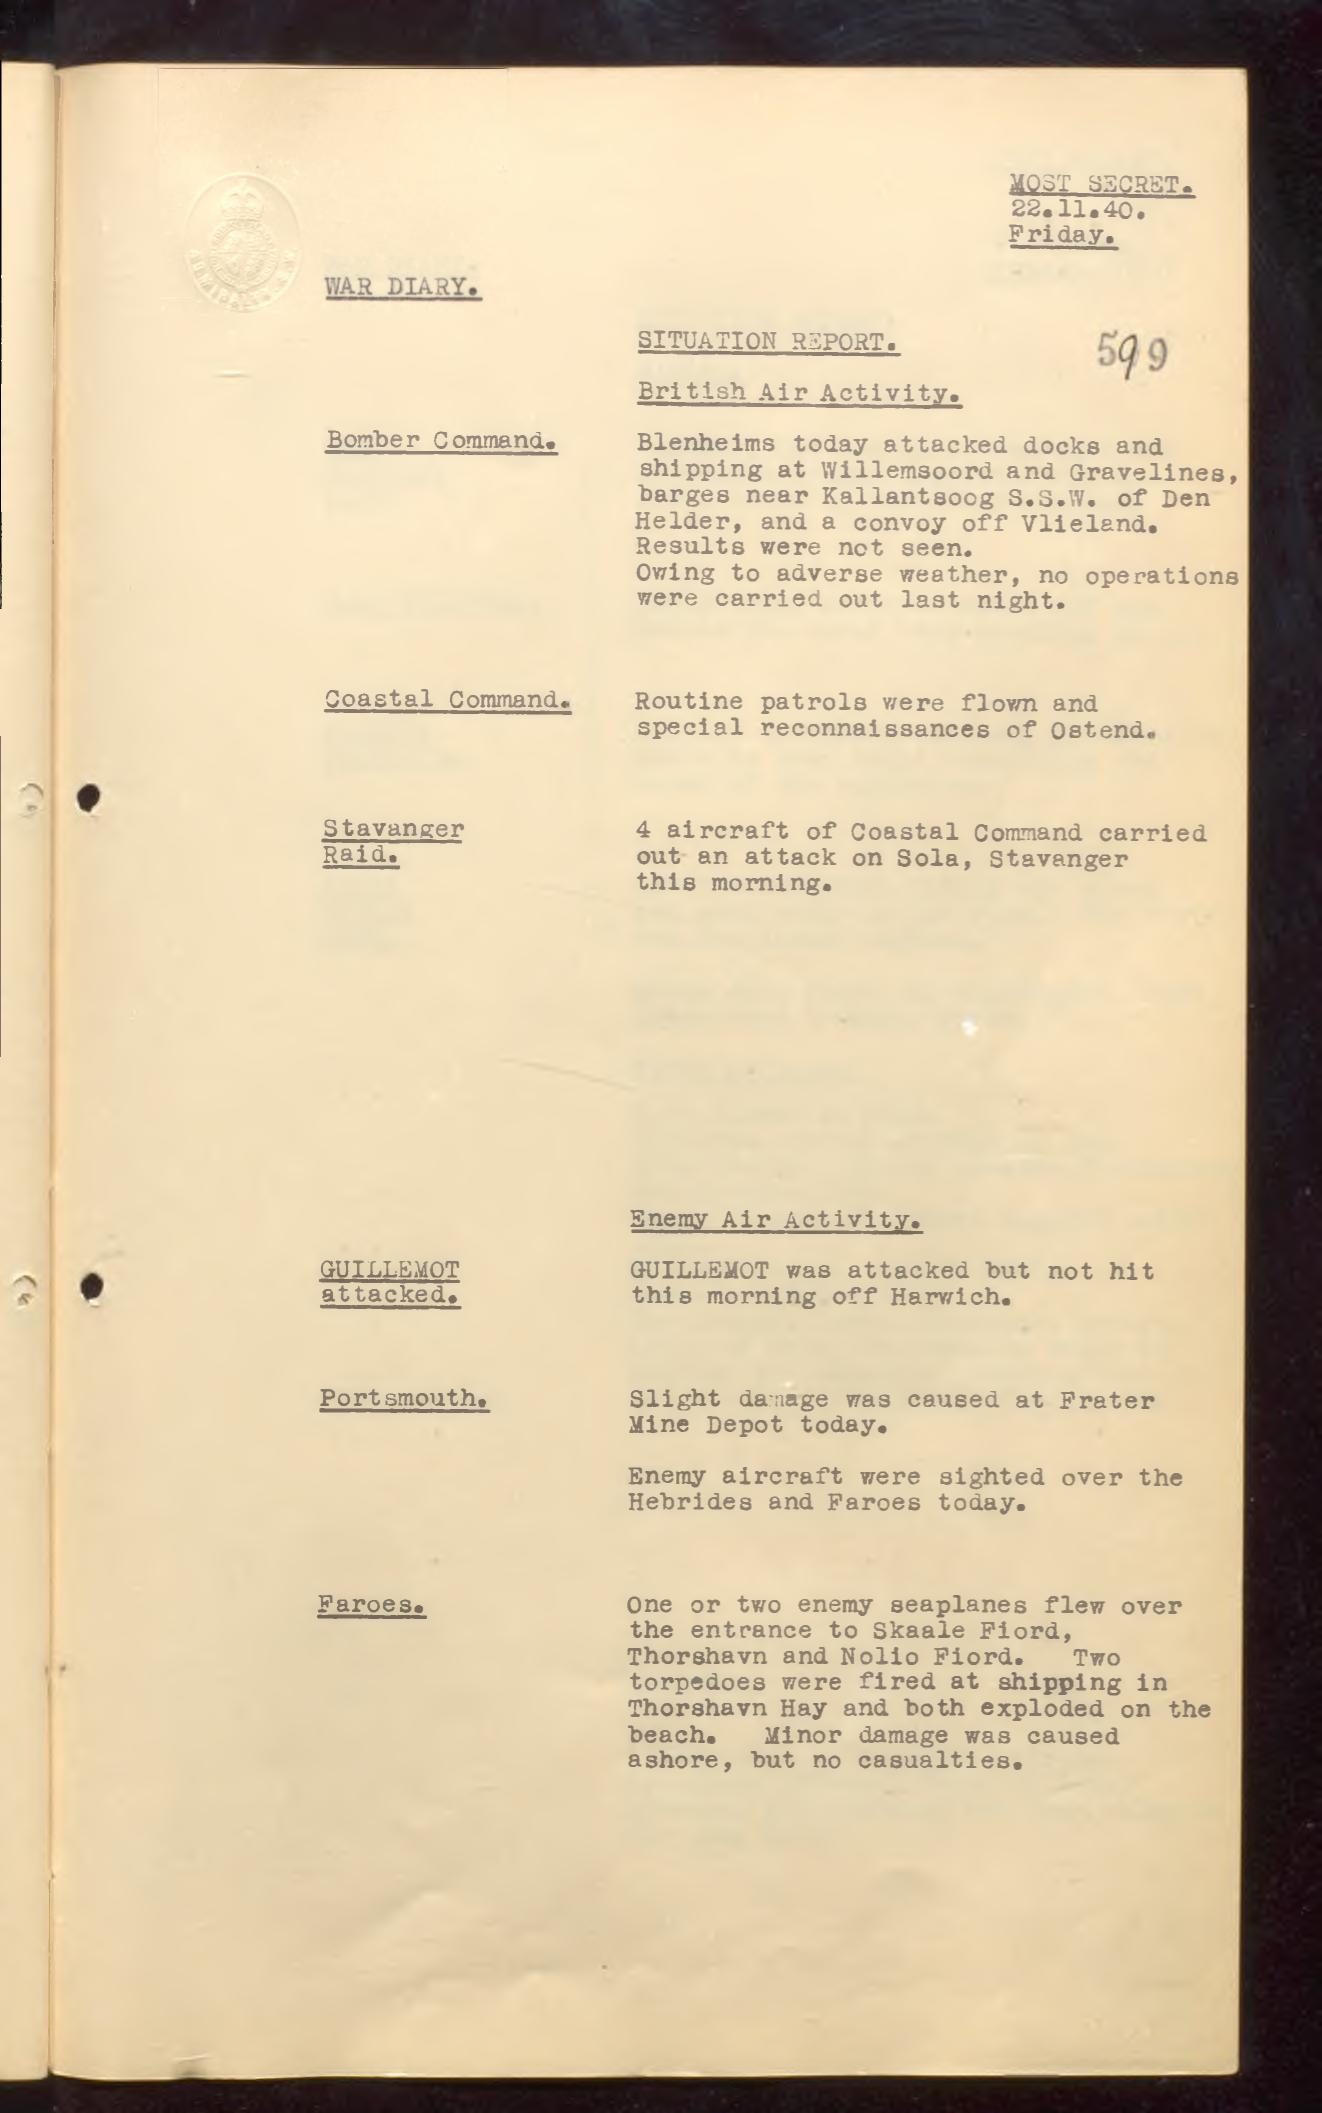 MOST SECRET.
22.11.40.
Friday.
WAR DIARY.
SITUATION REPORT.
599
British Air Activity.
Bomber Command.
Blenheims today attacked docks and
shipping at Willemsoord and Gravelines,
barges near Kallantsoog S.S.W. of Den
Helder, and a convoy off Vlieland.
Results were not seen.
Owing to adverse weather, no operations
were carried out last night.
Coastal Command.
Routine patrols were flown and
special reconnaissances of Ostend.
Stavanger
Raid.
4 aircraft of Coastal Command carried
out an attack on Sola, Stavanger
this morning.
Enemy Air Activity.
GUILLEMOT
attacked.
GUILLEMOT was attacked but not hit
this morning off Harwich.
Portsmouth.
Slight damage was caused at Frater
Mine Depot today.
Enemy aircraft were sighted over the
Hebrides and Faroes today.
Faroes.
One or two enemy seaplanes flew over
the entrance to Skaale Fiord,
Thorshavn and Nolio Fiord. Two
torpedoes were fired at shipping in
Thorshavn Hay and both exploded on the
beach. Minor damage was caused
ashore, but no casualties.